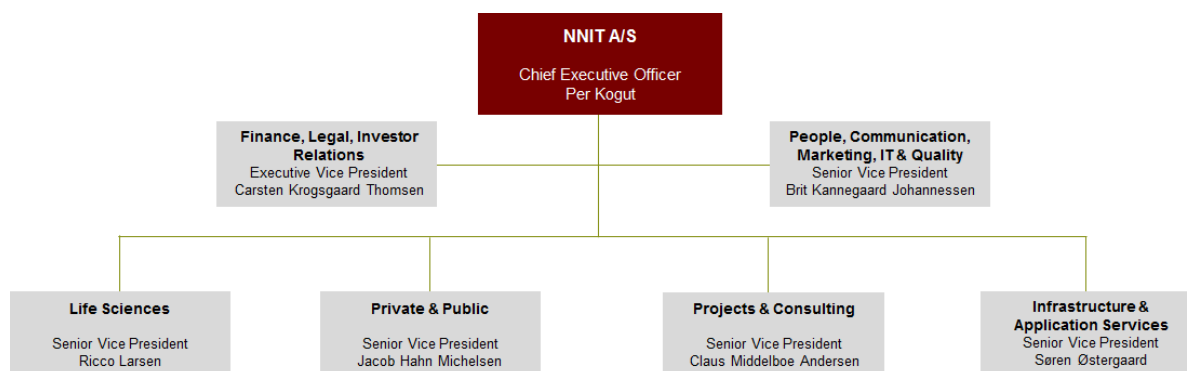 NNIT A/S
Chief Executive Officer
Per Kogut
Finance, Legal, Investor
Relations
Executive Vice President
Carsten Krogsgaard Thomsen
People, Communication,
Marketing, IT & Quality
Senior Vice President
Brit Kannegaard Johannessen
Life Sciences
Senior Vice President
Ricco Larsen
Private & Public
Senior Vice President
Jacob Hahn Michelsen
Projects & Consulting
Senior Vice President
Claus Middelboe Andersen
Infrastructure &
Application Services
Senior Vice President
Søren Østergaard